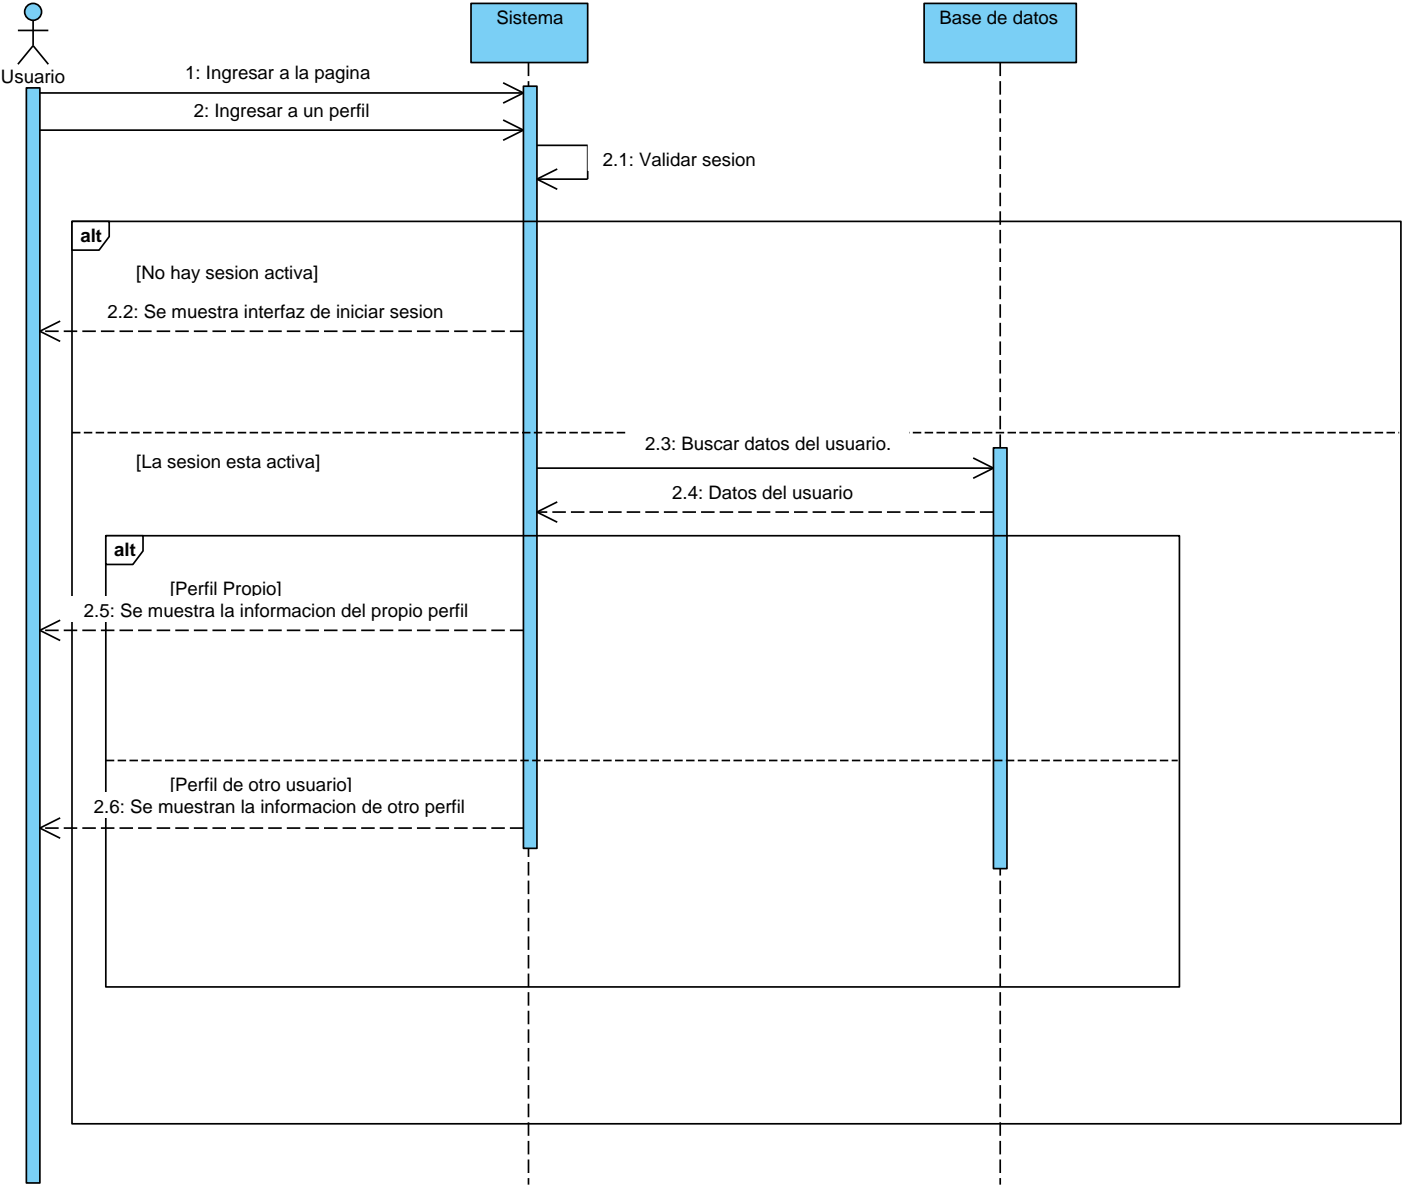 Sistema
Base de datos
Usuario
1: Ingresar a la pagina
2: Ingresar a un perfil
2.1: Validar sesion
alt
[No hay sesion activa]
2.2: Se muestra interfaz de iniciar sesion
2.3: Buscar datos del usuario.
[La sesion esta activa]
2.4: Datos del usuario
alt
[Perfil Propio]
2.5: Se muestra la informacion del propio perfil
[Perfil de otro usuario]
2.6: Se muestran la informacion de otro perfil